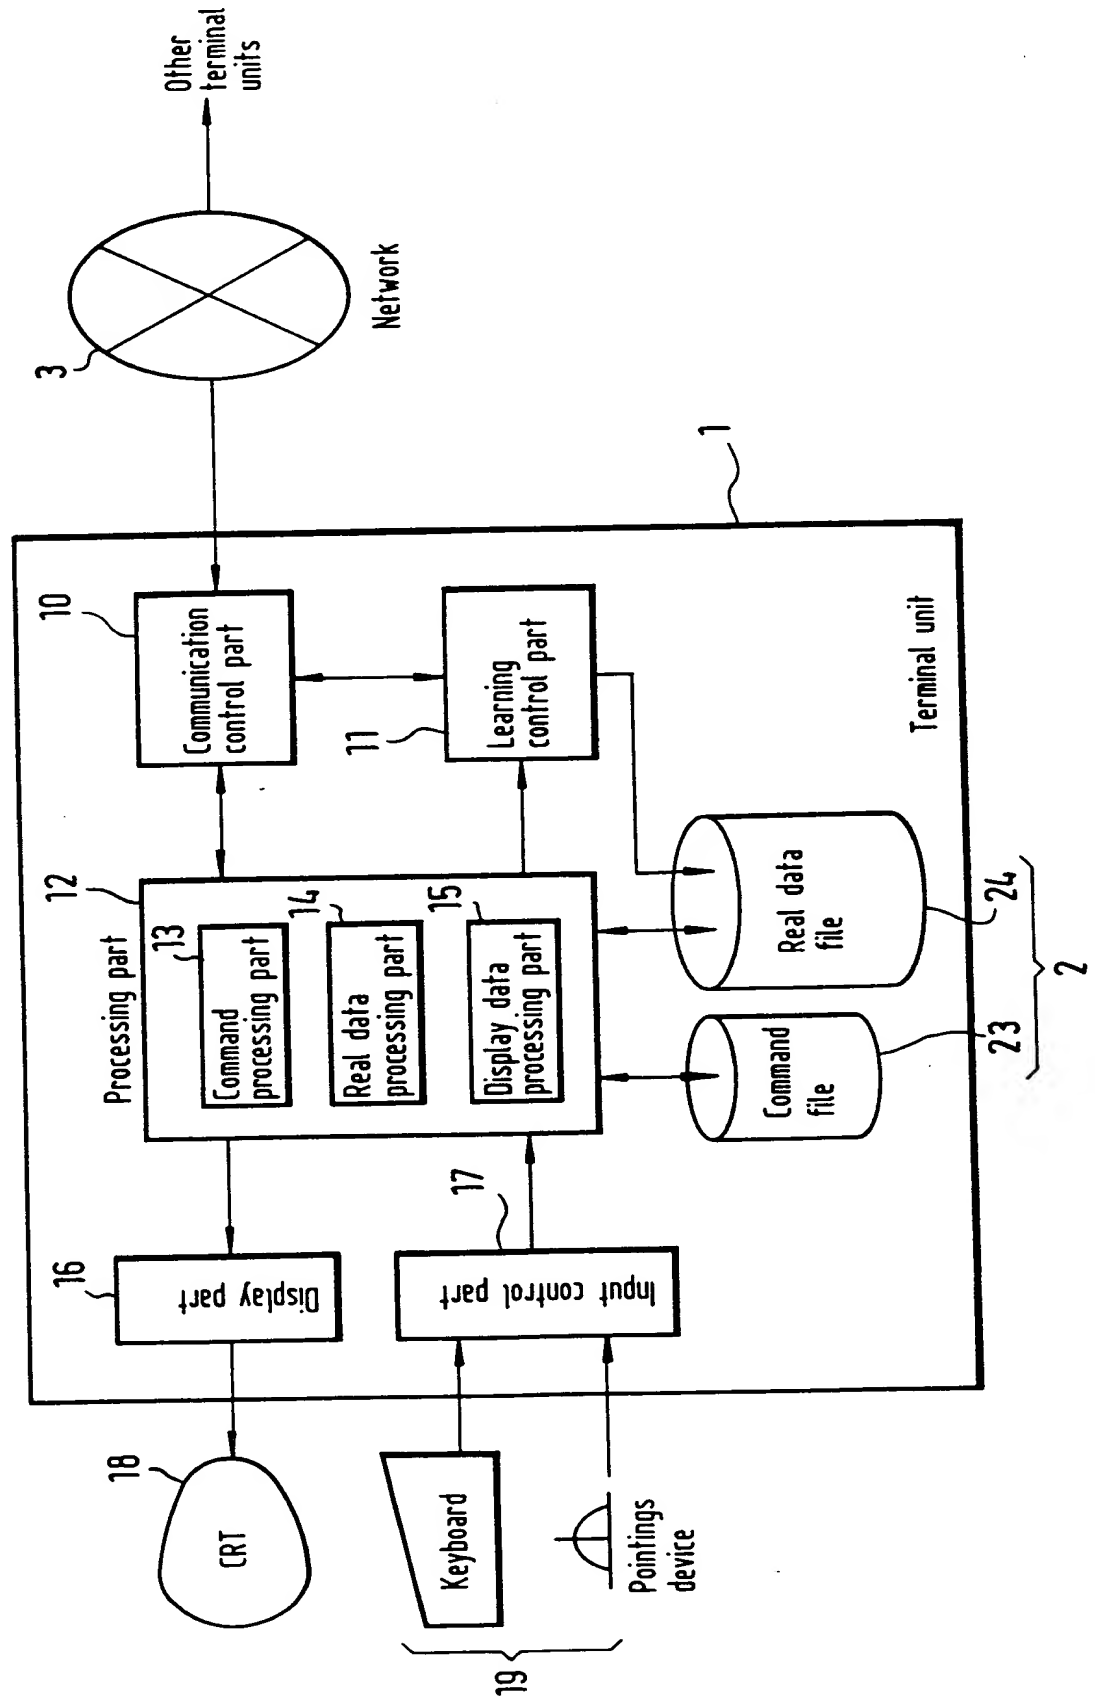 18
CRT
19
Keyboard
Pointings
device
16
Display part
17
Input control part
Processing part
12
13
Command
processing part
14
Real data
processing part
15
Display data
processing part
Command
file
23
Real data
file
24
2
10
Communication
control part
11
Learning
control part
Terminal unit
1
3
Network
Other
terminal
units